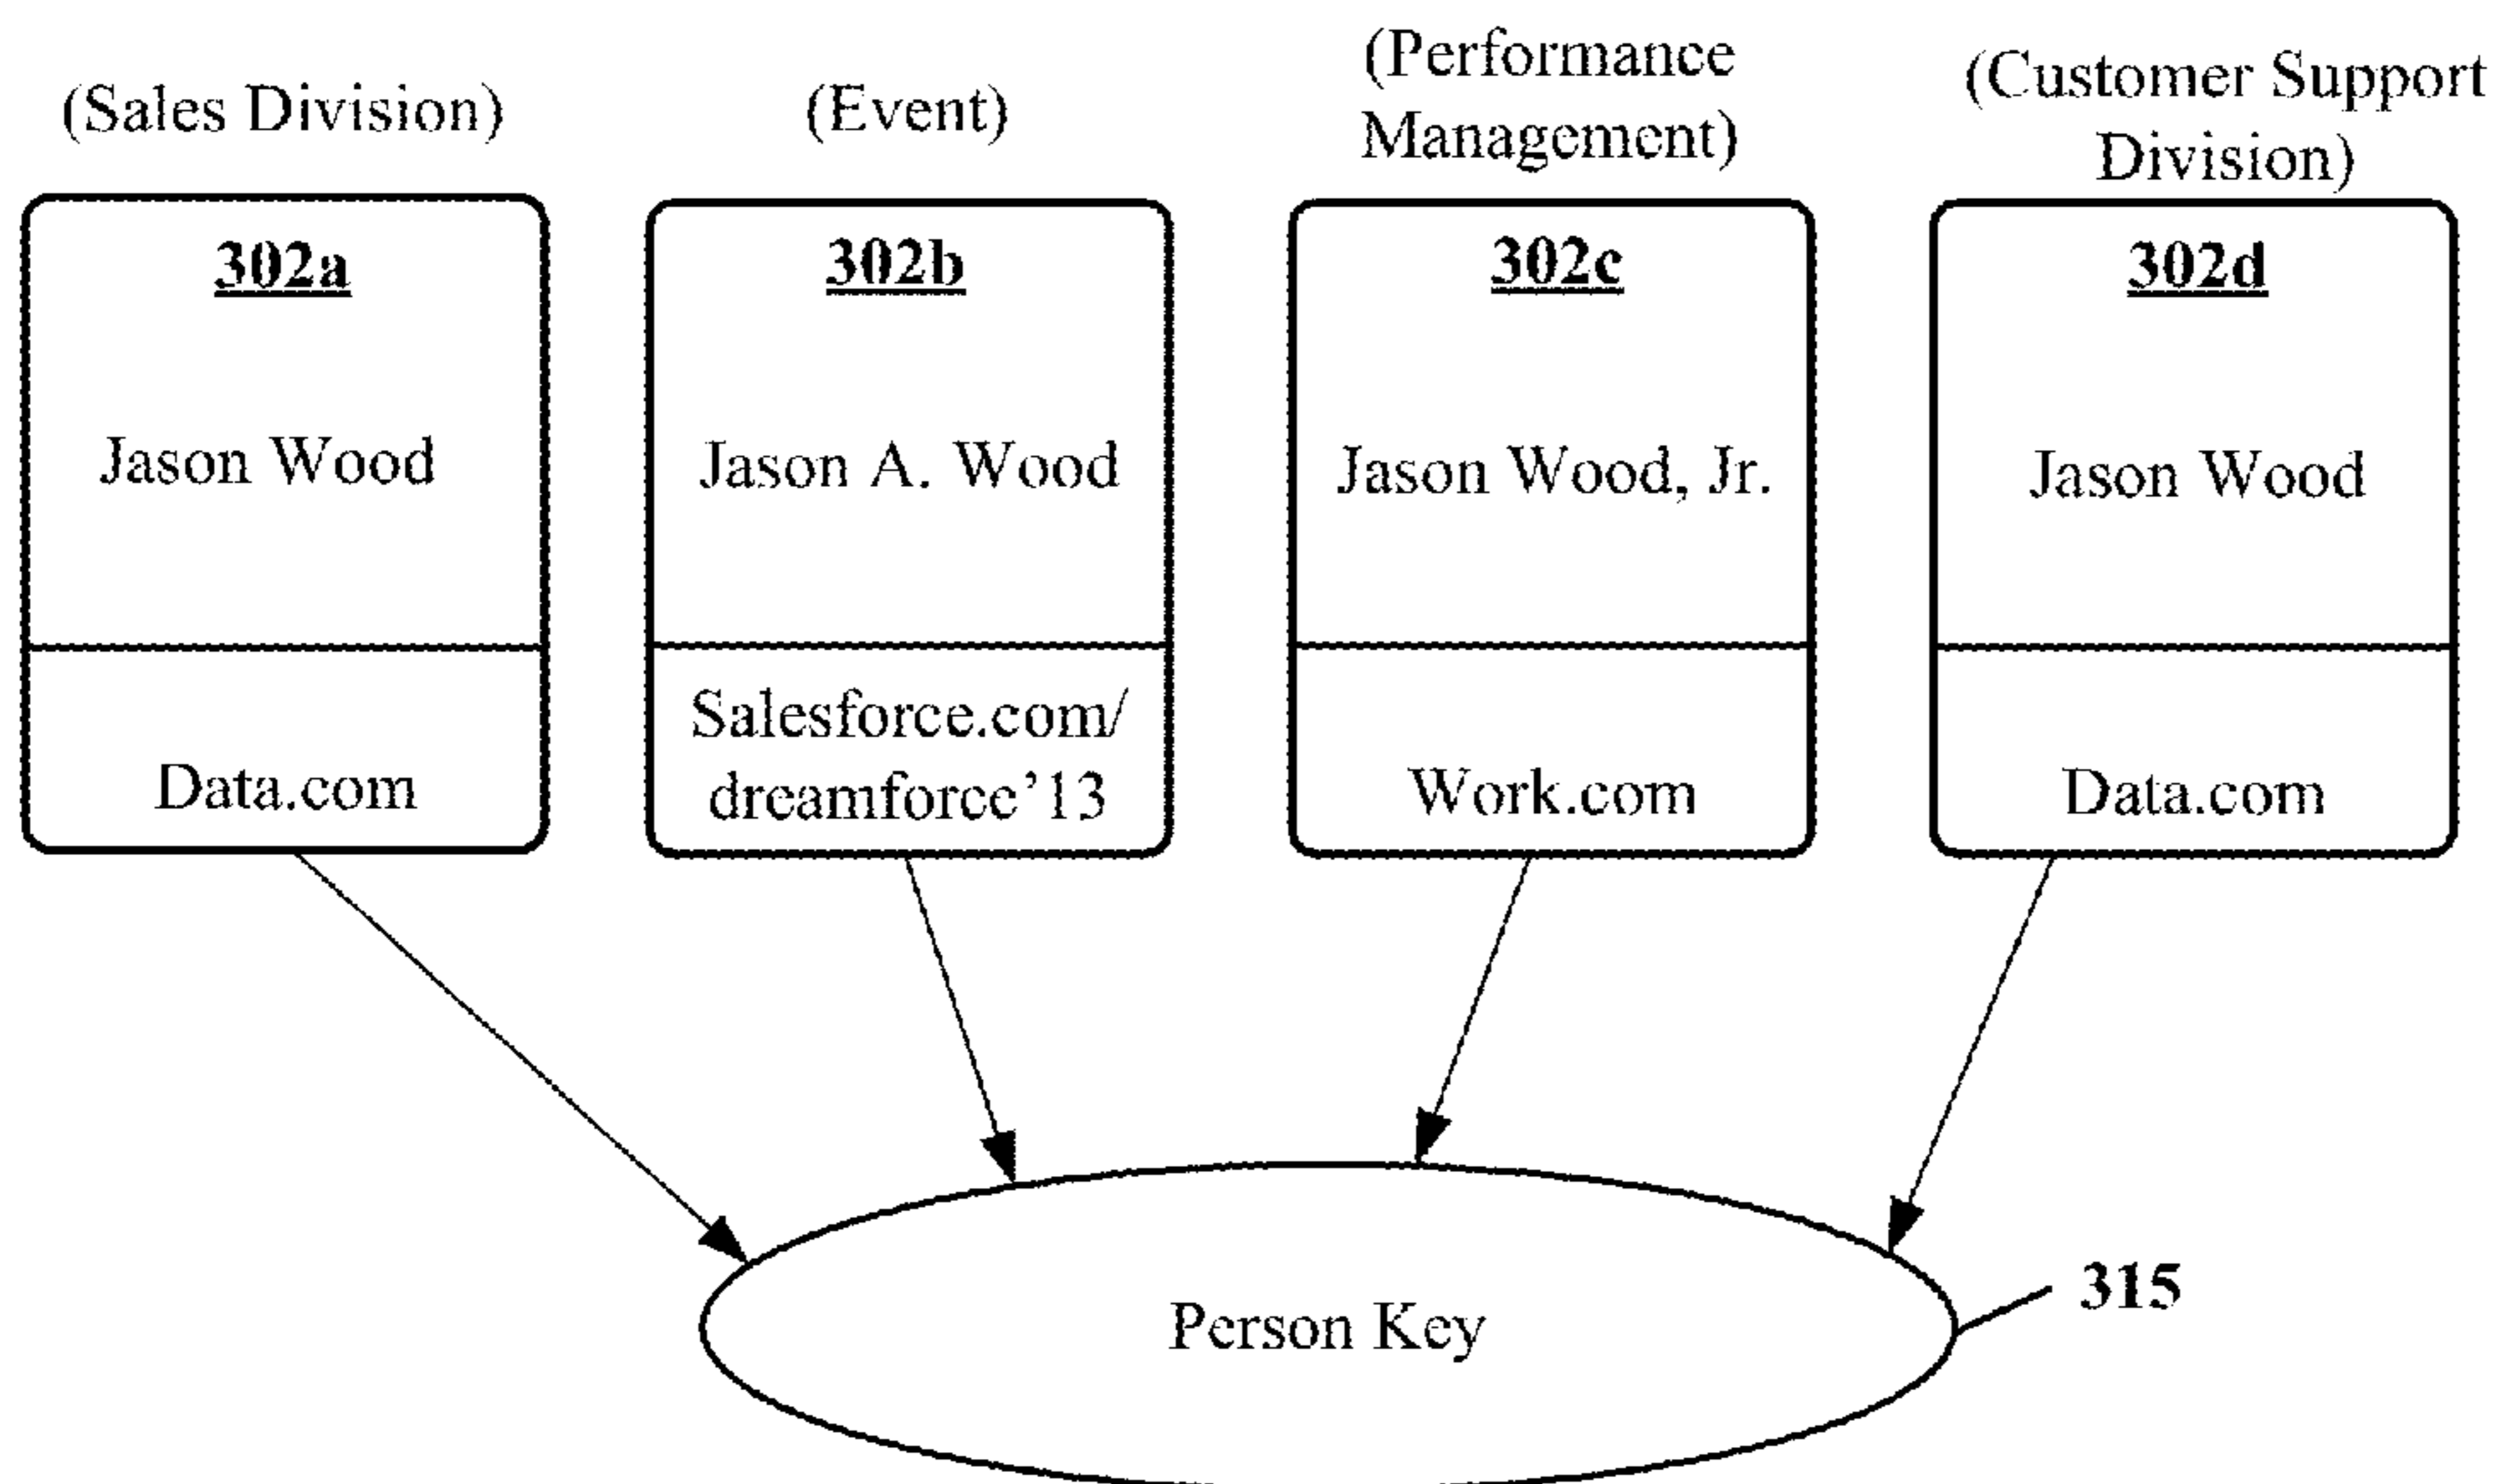 (Sales Division)
(Event)
(Performance
Management)
(Customer Support
Division)
302a
302b
302c
302d
Jason Wood
Jason A. Wood
Jason Wood, Jr.
Jason Wood
Data.com
Salesforce.com/
dreamforce’13
Work.com
Data.com
Person Key
315